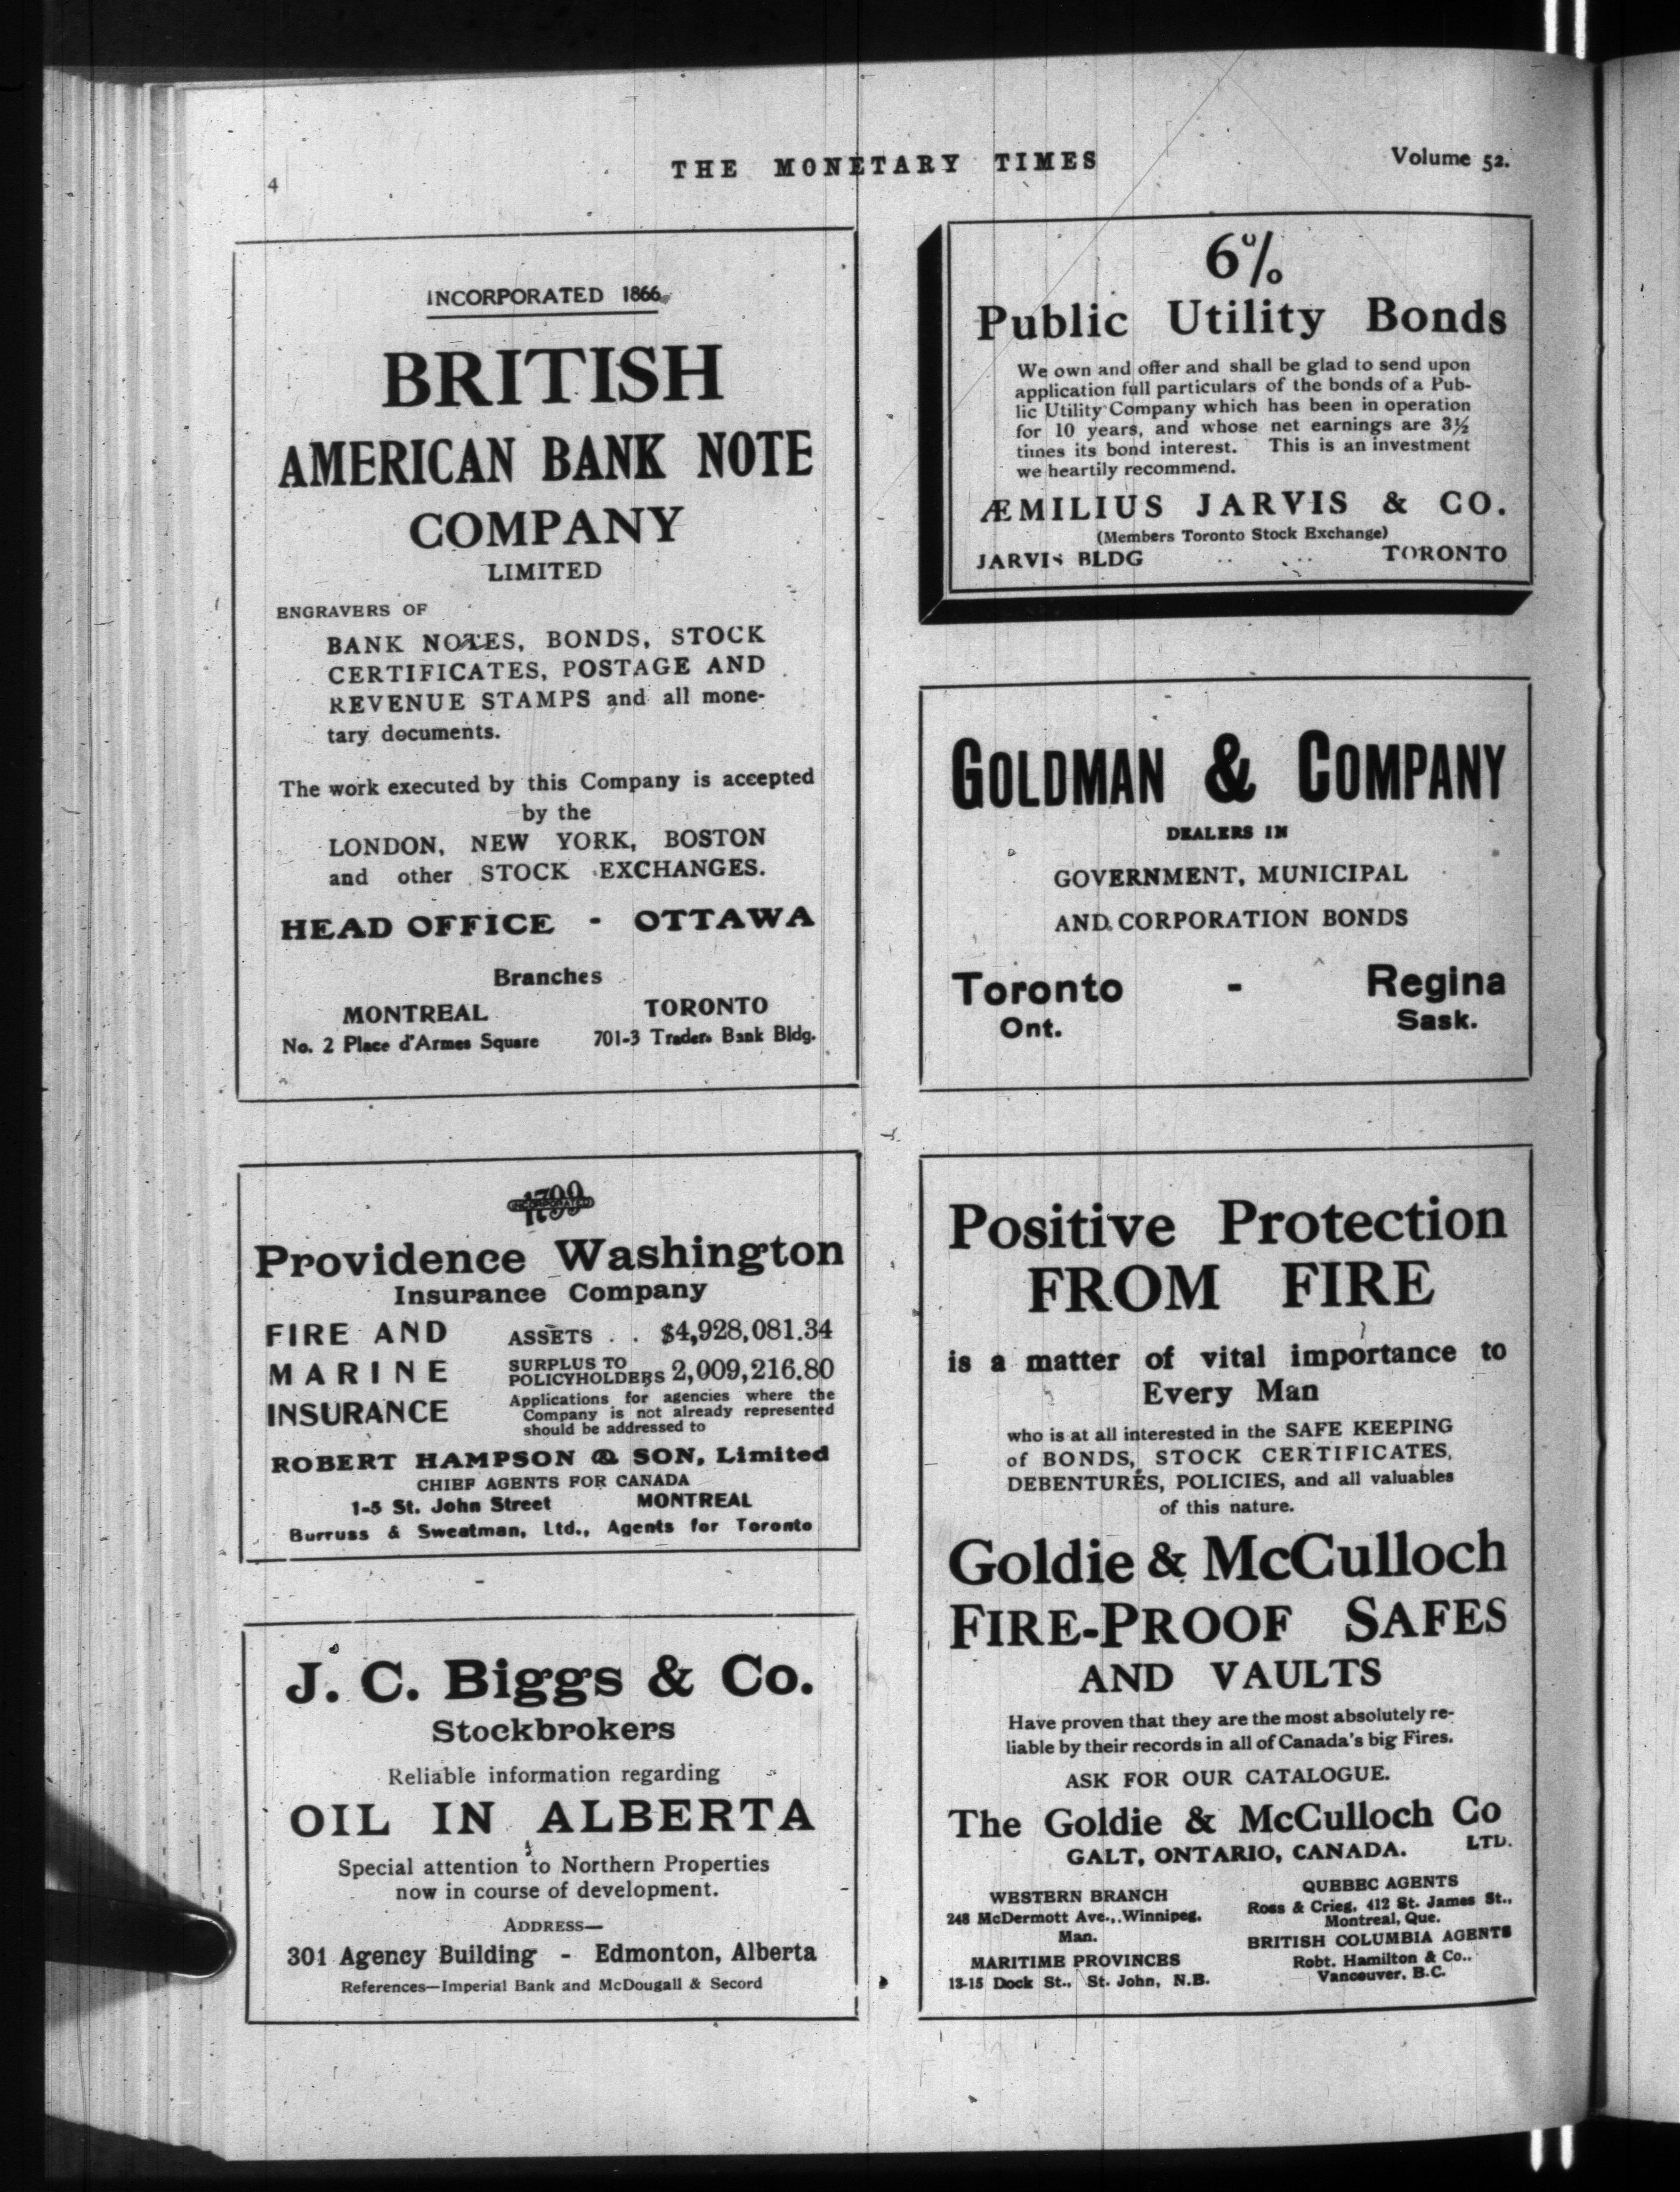 4
THE MONETARY TIMES
Volume 52.
INCORPORATED 1866
BRITISH
AMERICAN BANK NOTE
COMPANY
LIMITED
ENGRAVERS OF
BANK NOTES, BONDS, STOCK
CERTIFICATES, POSTAGE AND
REVENUE STAMPS and all mone-
tary documents.
The work executed by this Company is accepted
by the
LONDON, NEW YORK, BOSTON
and other STOCK EXCHANGES.
HEAD OFFICE - OTTAWA
Branches
MONTREAL
No. 2 Place d'Armes Square
TORONTO
701-3 Traders Bank Bldg.
1799
INCORPORATED
Providence Washington
Insurance Company
FIRE AND
MARINE
INSURANCE
ASSETS . . $4,928,081.34
SURPLUS TO
POLICYHOLDERS 2,009,216.80
Applications for agencies where the
Company is not already represented
should be addressed to
ROBERT HAMPSON & SON, Limited
CHIEF AGENTS FOR CANADA
1-5 St. John Street MONTREAL
Burruss & Sweatman, Ltd., Agents for Toronto
J. C. Biggs & Co.
Stockbrokers
Reliable information regarding
OIL IN ALBERTA
Special attention to Northern Properties
now in course of development.
ADDRESS—
301 Agency Building - Edmonton, Alberta
References—Imperial Bank and McDougall & Secord
6%
Public Utility Bonds
We own and offer and shall be glad to send upon
application full particulars of the bonds of a Pub-
lic Utility Company which has been in operation
for 10 years, and whose net earnings are 3½
times its bond interest. This is an investment
we heartily recommend.
ÆMILIUS JARVIS & CO.
(Members Toronto Stock Exchange)
JARVIS BLDG .. .. TORONTO
GOLDMAN & COMPANY
DEALERS IN
GOVERNMENT, MUNICIPAL
AND CORPORATION BONDS
Toronto - Regina
Ont. Sask.
Positive Protection
FROM FIRE
is a matter of vital importance to
Every Man
who is at all interested in the SAFE KEEPING
of BONDS, STOCK CERTIFICATES,
DEBENTURES, POLICIES, and all valuables
of this nature.
Goldie & McCulloch
FIRE-PROOF SAFES
AND VAULTS
Have proven that they are the most absolutely re-
liable by their records in all of Canada's big Fires.
ASK FOR OUR CATALOGUE.
The Goldie & McCulloch Co
LTD.
GALT, ONTARIO, CANADA.
WESTERN BRANCH
248 McDermott Ave., Winnipeg,
Man.
MARITIME PROVINCES
13-15 Dock St., St. John, N.B.
QUEBEC AGENTS
Ross & Crieg, 412 St. James St.,
Montreal, Que.
BRITISH COLUMBIA AGENTS
Robt. Hamilton & Co.,
Vancouver, B.C.